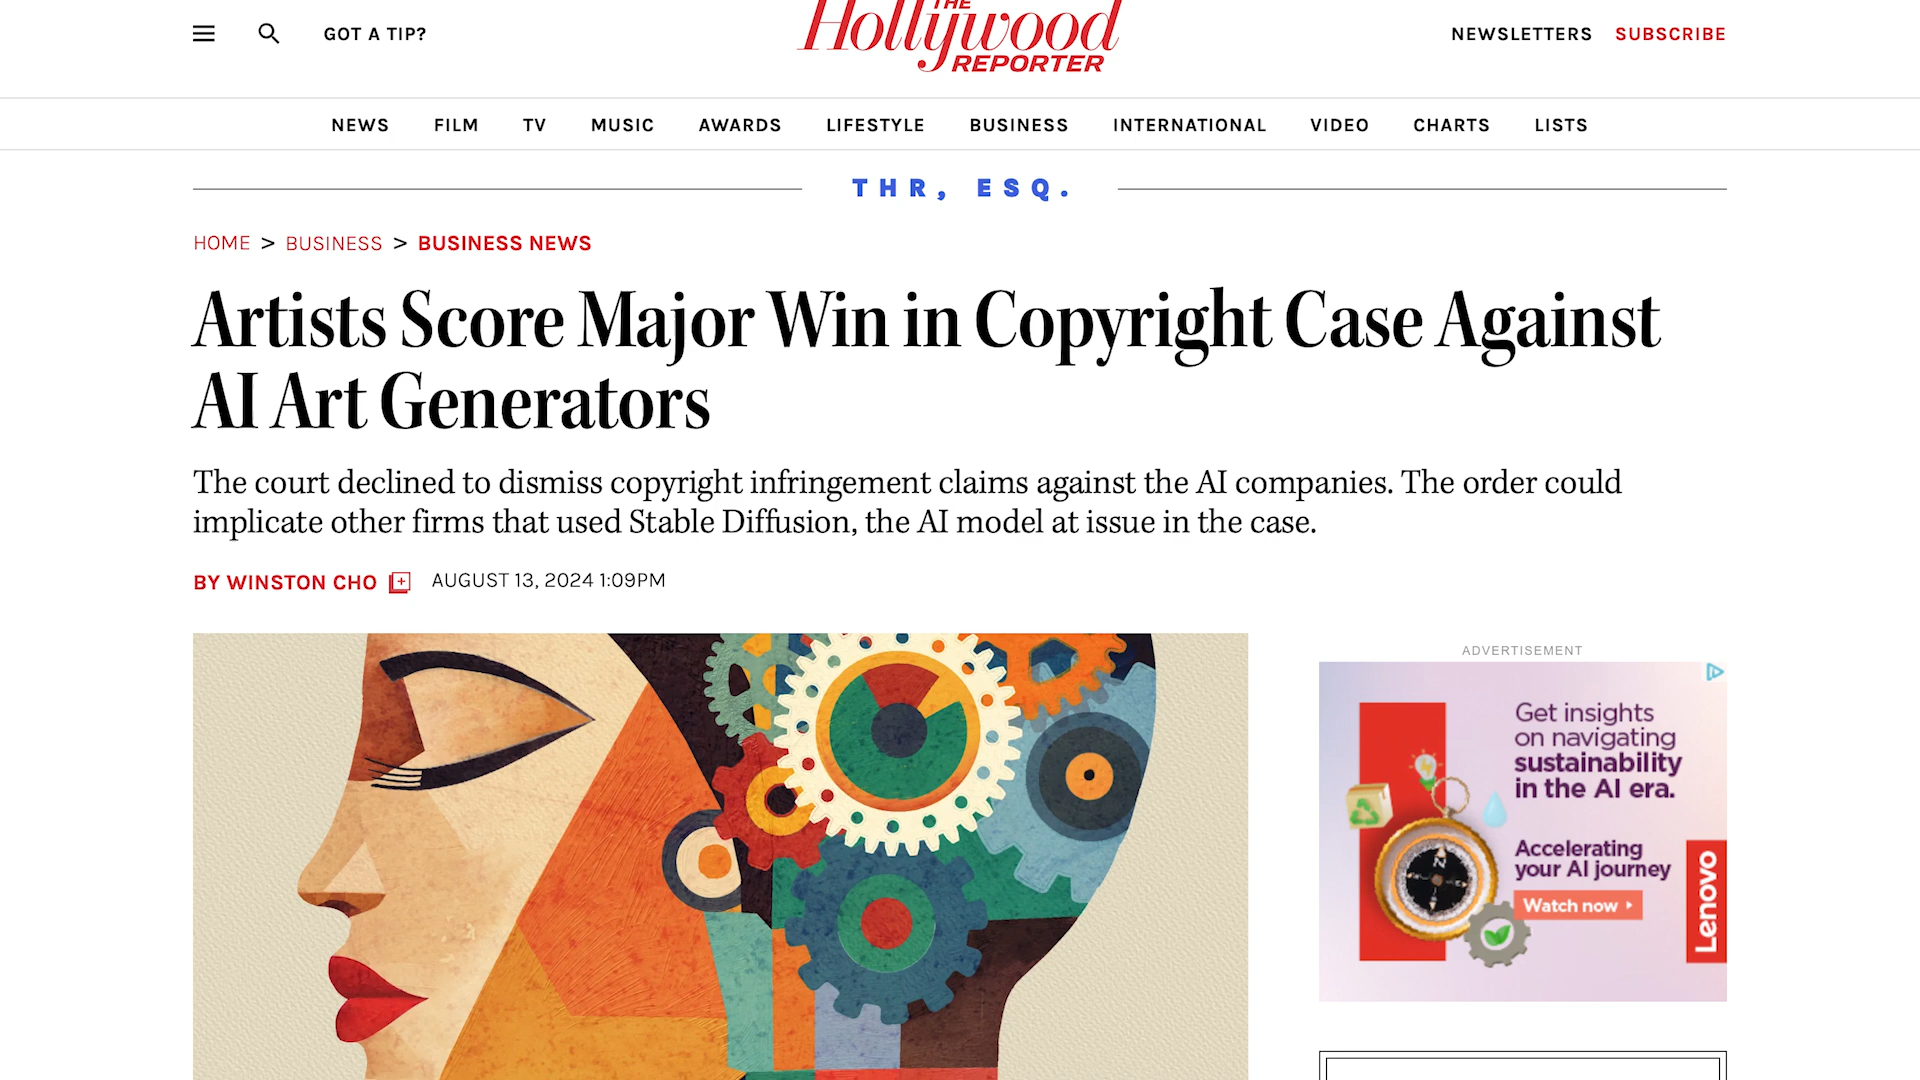 GOT A TIP?
THE
Hollywood
REPORTER
NEWSLETTERS SUBSCRIBE
NEWS FILM TV MUSIC AWARDS LIFESTYLE BUSINESS INTERNATIONAL VIDEO CHARTS LISTS
THR, ESQ.
HOME > BUSINESS > BUSINESS NEWS
Artists Score Major Win in Copyright Case Against
AI Art Generators
The court declined to dismiss copyright infringement claims against the AI companies. The order could
implicate other firms that used Stable Diffusion, the AI model at issue in the case.
BY WINSTON CHO AUGUST 13, 2024 1:09PM
ADVERTISEMENT
Get insights
on navigating
sustainability
in the AI era.
Accelerating
your AI journey
Watch now
Lenovo